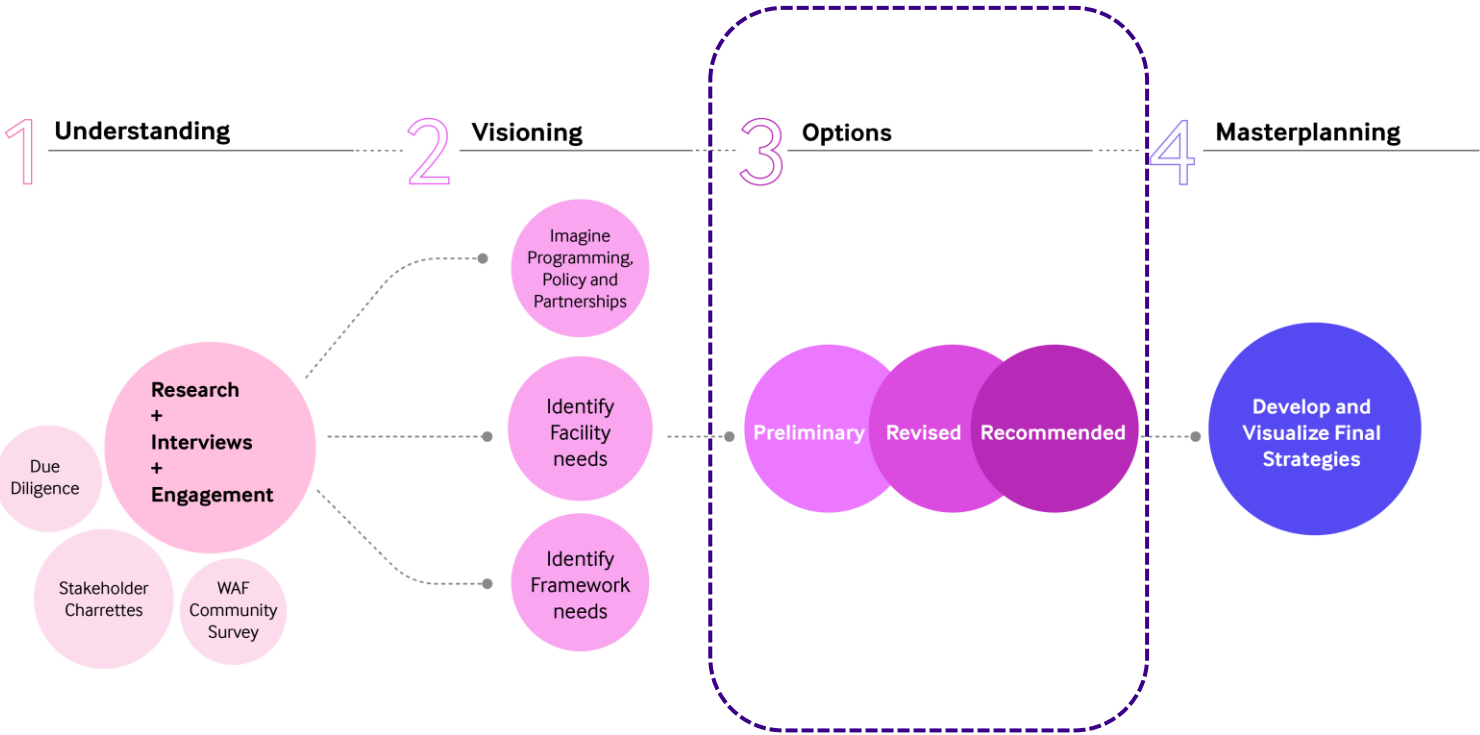 1 Understanding
2 Visioning
3 Options
4 Masterplanning
Research
+
Interviews
+
Engagement
Due
Diligence
Stakeholder
Charrettes
WAF
Community
Survey
Imagine
Programming,
Policy and
Partnerships
Identify
Facility
needs
Identify
Framework
needs
Preliminary
Revised
Recommended
Develop and
Visualize Final
Strategies